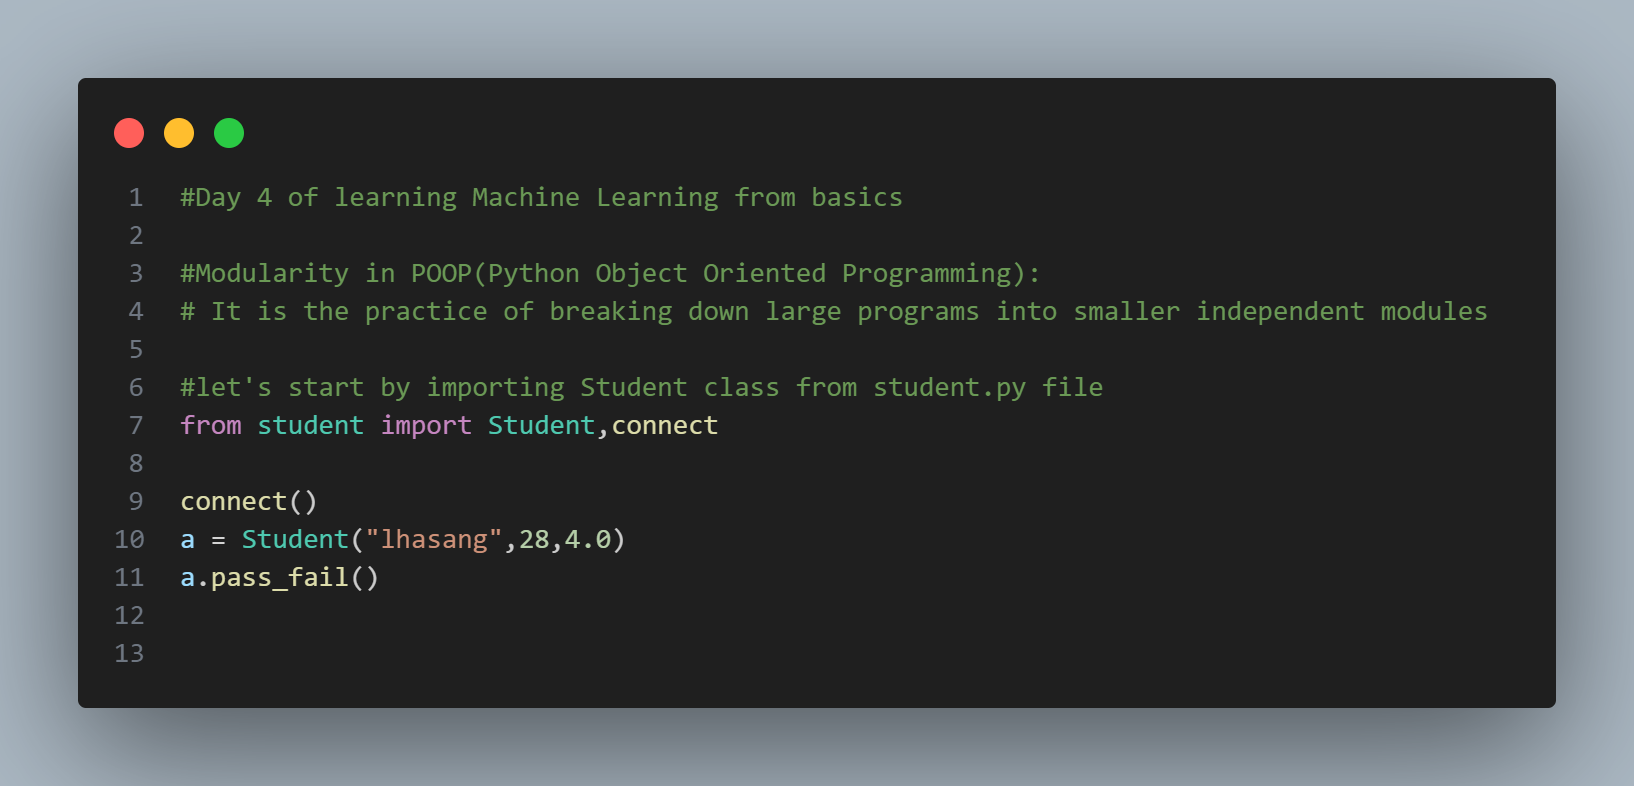 1 #Day 4 of learning Machine Learning from basics
2
3 #Modularity in POOP(Python Object Oriented Programming):
4 # It is the practice of breaking down large programs into smaller independent modules
5
6 #let's start by importing Student class from student.py file
7 from student import Student,connect
8
9 connect()
10 a = Student("lhasang",28,4.0)
11 a.pass_fail()
12
13